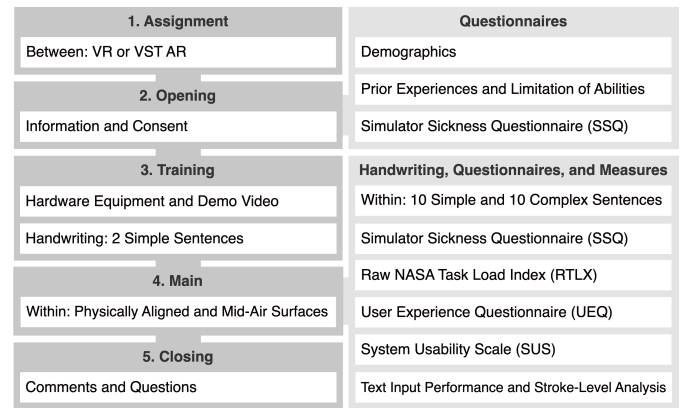 1. Assignment
Between: VR or VST AR
2. Opening
Information and Consent
3. Training
Hardware Equipment and Demo Video
Handwriting: 2 Simple Sentences
4. Main
Within: Physically Aligned and Mid-Air Surfaces
5. Closing
Comments and Questions
Questionnaires
Demographics
Prior Experiences and Limitation of Abilities
Simulator Sickness Questionnaire (SSQ)
Handwriting, Questionnaires, and Measures
Within: 10 Simple and 10 Complex Sentences
Simulator Sickness Questionnaire (SSQ)
Raw NASA Task Load Index (RTLX)
User Experience Questionnaire (UEQ)
System Usability Scale (SUS)
Text Input Performance and Stroke-Level Analysis